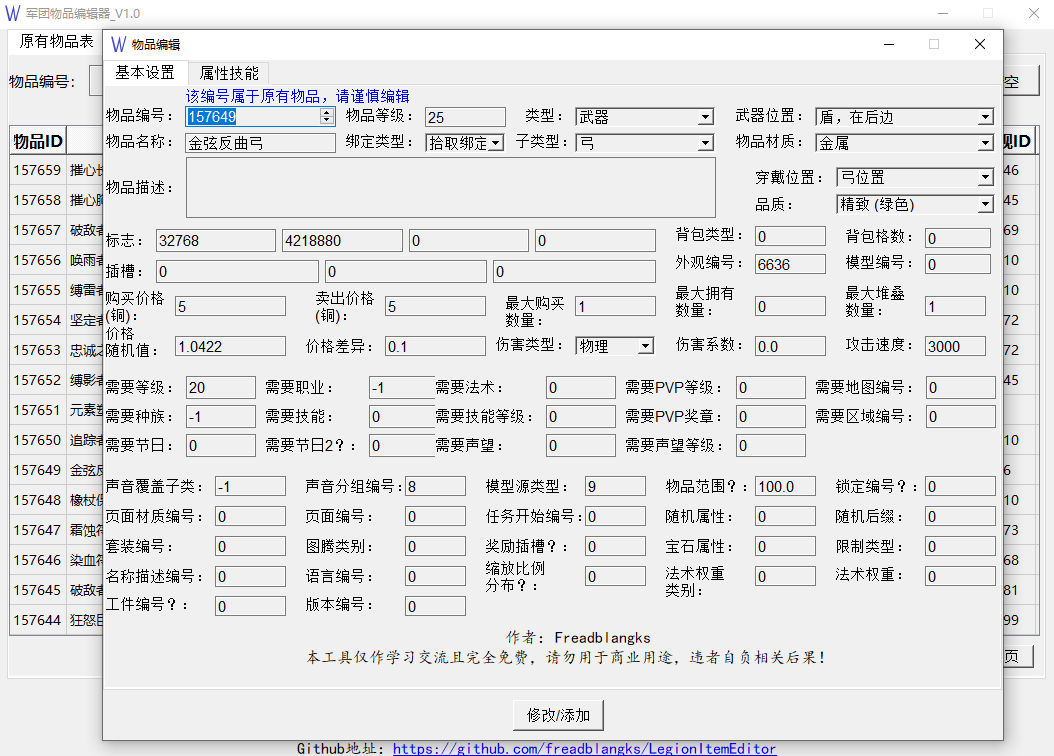 军团物品编辑器_V1.0
原有物品表
物品编辑
基本设置 属性技能
该编号属于原有物品，请谨慎编辑
物品编号： 157649 物品等级： 25 类型： 武器 武器位置： 盾，在后边
物品名称： 金弦反曲弓 绑定类型： 拾取绑定 子类型： 弓 物品材质： 金属
物品描述： 穿戴位置： 弓位置
品质： 精致 (绿色)
标志： 32768 4218880 0 0 背包类型： 0 背包格数： 0
插槽： 0 0 0 外观编号： 6636 模型编号： 0
购买价格(铜)： 5 卖出价格(铜)： 5 最大购买数量： 1 最大拥有数量： 0 最大堆叠数量： 1
价格随机值： 1.0422 价格差异： 0.1 伤害类型： 物理 伤害系数： 0.0 攻击速度： 3000
需要等级： 20 需要职业： -1 需要法术： 0 需要PVP等级： 0 需要地图编号： 0
需要种族： -1 需要技能： 0 需要技能等级： 0 需要PVP奖章： 0 需要区域编号： 0
需要节日： 0 需要节日2？： 0 需要声望： 0 需要声望等级： 0
声音覆盖子类： -1 声音分组编号： 8 模型源类型： 9 物品范围？： 100.0 锁定编号？： 0
页面材质编号： 0 页面编号： 0 任务开始编号： 0 随机属性： 0 随机后缀： 0
套装编号： 0 图腾类别： 0 奖励插槽？： 0 宝石属性： 0 限制类型： 0
名称描述编号： 0 语言编号： 0 缩放比例分布？： 0 法术权重类别： 0 法术权重： 0
工件编号？： 0 版本编号： 0
作者： Freadblangks
本工具仅作学习交流且完全免费，请勿用于商业用途，违者自负相关后果！
修改/添加
物品编号： 空
物品ID 观ID
157659 摧心 46
157658 摧心 45
157657 破敌者 69
157656 唤雨者 10
157655 缚雷者 10
157654 坚定者 72
157653 忠诚之 72
157652 缚影者 45
157651 元素
157650 追踪者 10
157649 金弦 6
157648 橡杖 10
157647 霜蚀 73
157646 染血 68
157645 破敌者 81
157644 狂怒 99
页
Github地址： https://github.com/freadblangks/LegionItemEditor